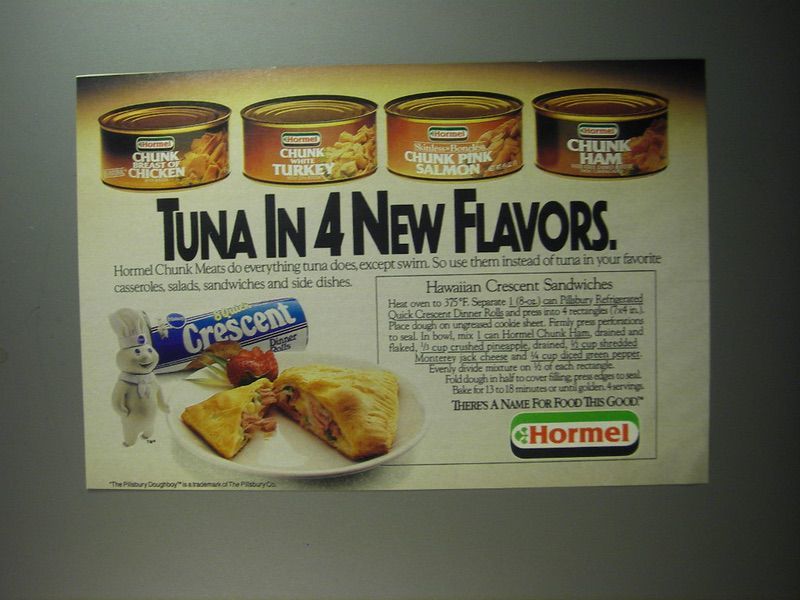 Hormel
CHUNK
BREAST OF
CHICKEN
Hormel
CHUNK
WHITE
TURKEY
Hormel
Skinless • Boneless
CHUNK PINK
SALMON
Hormel
CHUNK
HAM
TUNA IN 4 NEW FLAVORS.
Hormel Chunk Meats do everything tuna does, except swim. So use them instead of tuna in your favorite
casseroles, salads, sandwiches and side dishes.
Hawaiian Crescent Sandwiches
Heat oven to 375°F. Separate 1 (8-oz.) can Pillsbury Refrigerated
Quick Crescent Dinner Rolls and press into 4 rectangles (7x4 in.).
Place dough on ungreased cookie sheet. Firmly press perforations
to seal. In bowl, mix 1 can Hormel Chunk Ham, drained and
flaked, ⅓ cup crushed pineapple, drained, ½ cup shredded
Monterey jack cheese and ¼ cup diced green pepper.
Evenly divide mixture on ½ of each rectangle.
Fold dough in half to cover filling; press edges to seal.
Bake for 13 to 18 minutes or until golden. 4 servings.
THERE'S A NAME FOR FOOD THIS GOOD.™
Hormel
Pillsbury
8 Quick
Crescent
Dinner
Rolls
TM
"The Pillsbury Doughboy™ is a trademark of The Pillsbury Co.